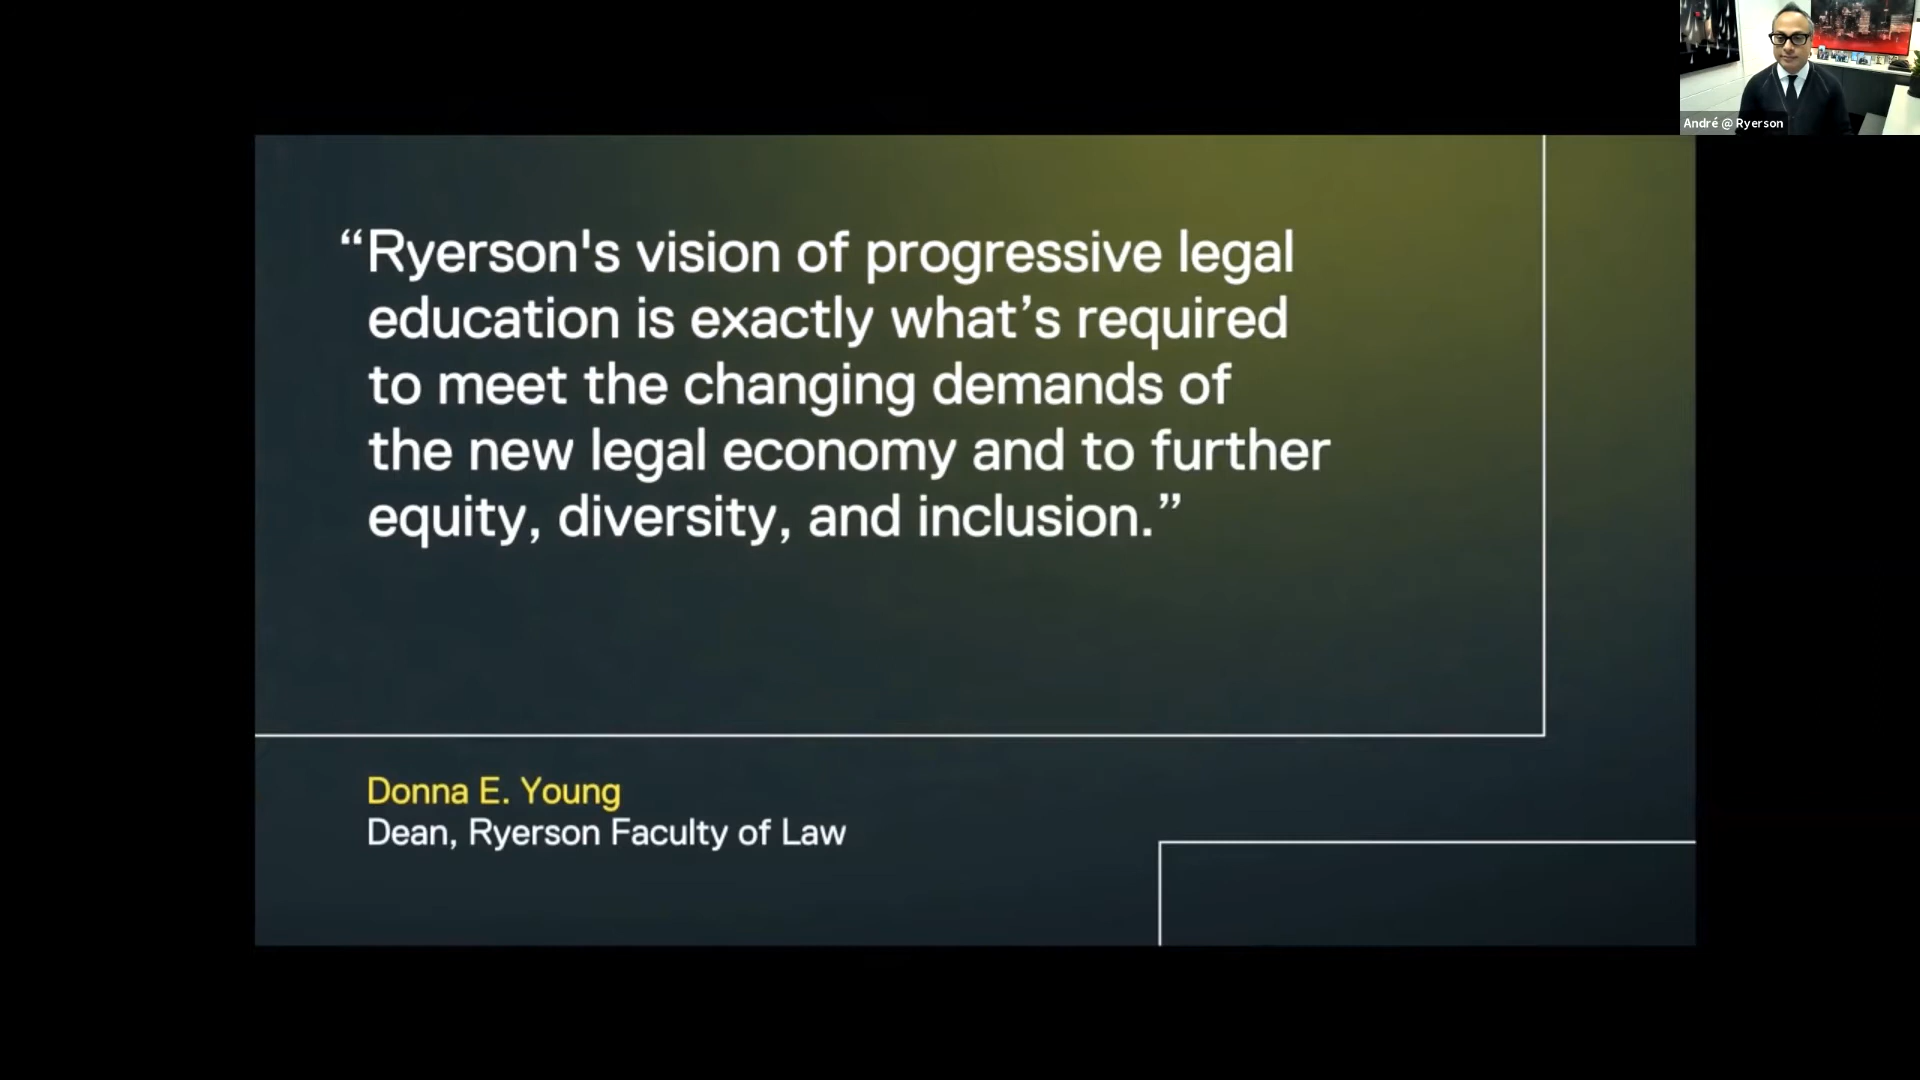 André @ Ryerson
“Ryerson's vision of progressive legal
education is exactly what’s required
to meet the changing demands of
the new legal economy and to further
equity, diversity, and inclusion.”
Donna E. Young
Dean, Ryerson Faculty of Law